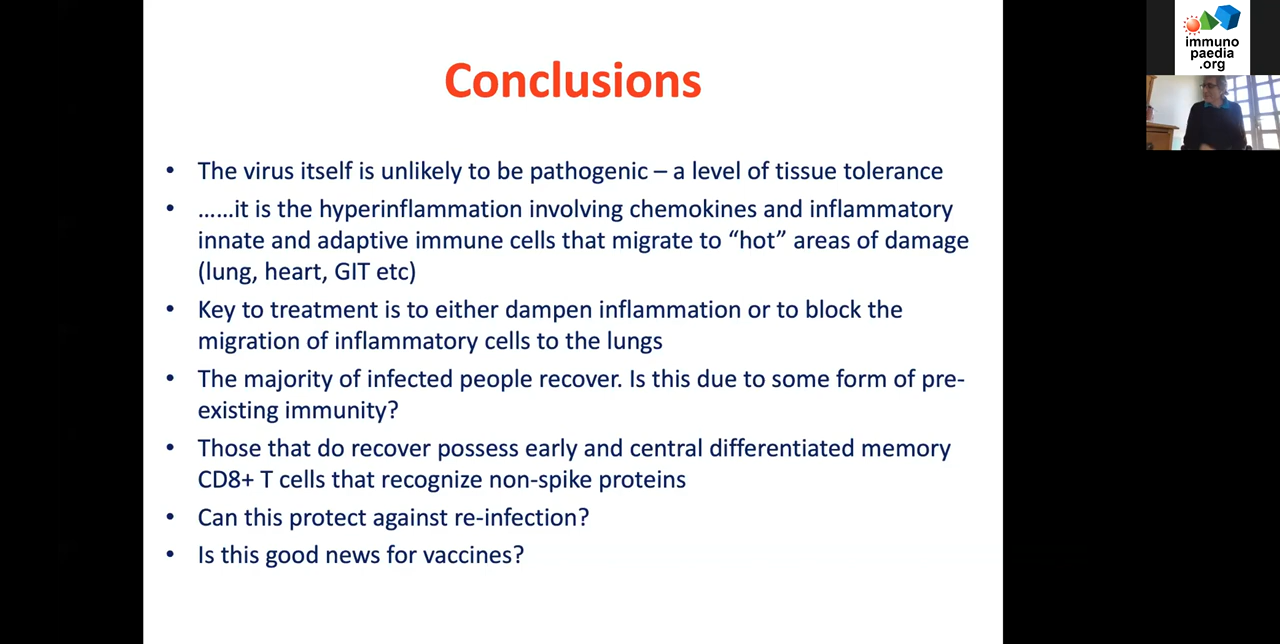 Conclusions
• The virus itself is unlikely to be pathogenic – a level of tissue tolerance
• ……it is the hyperinflammation involving chemokines and inflammatory
innate and adaptive immune cells that migrate to “hot” areas of damage
(lung, heart, GIT etc)
• Key to treatment is to either dampen inflammation or to block the
migration of inflammatory cells to the lungs
• The majority of infected people recover. Is this due to some form of pre-
existing immunity?
• Those that do recover possess early and central differentiated memory
CD8+ T cells that recognize non-spike proteins
• Can this protect against re-infection?
• Is this good news for vaccines?
immuno
paedia
.org